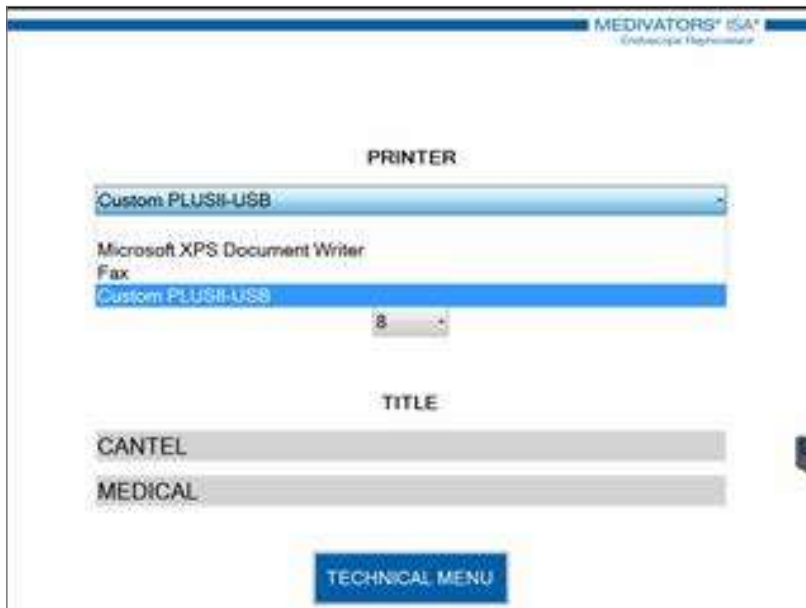 MEDIVATORS® ISA®
Endoscope Reprocessor
PRINTER
Custom PLUSII-USB
Microsoft XPS Document Writer
Fax
Custom PLUSII-USB
8
TITLE
CANTEL
MEDICAL
TECHNICAL MENU